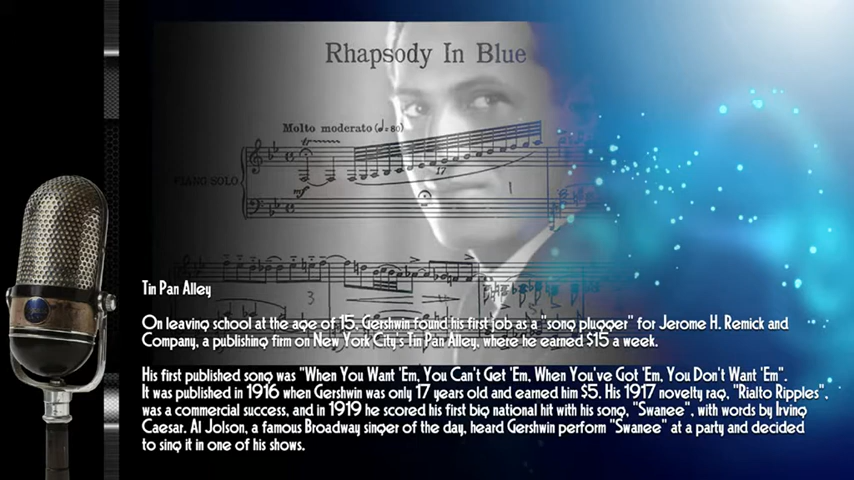 Rhapsody In Blue
Molto moderato (♩=80)
PIANO SOLO
mf
17
3
Tin Pan Alley
On leaving school at the age of 15, Gershwin found his first job as a "song plugger" for Jerome H. Remick and
Company, a publishing firm on New York City's Tin Pan Alley, where he earned $15 a week.
His first published song was "When You Want 'Em, You Can't Get 'Em, When You've Got 'Em, You Don't Want 'Em".
It was published in 1916 when Gershwin was only 17 years old and earned him $5. His 1917 novelty rag, "Rialto Ripples",
was a commercial success, and in 1919 he scored his first big national hit with his song, "Swanee", with words by Irving
Caesar. Al Jolson, a famous Broadway singer of the day, heard Gershwin perform "Swanee" at a party and decided
to sing it in one of his shows.